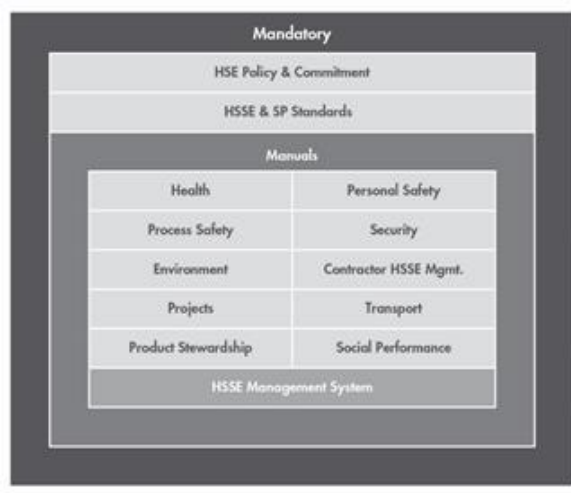 Mandatory
HSE Policy & Commitment
HSSE & SP Standards
Manuals
Health Personal Safety
Process Safety Security
Environment Contractor HSSE Mgmt.
Projects Transport
Product Stewardship Social Performance
HSSE Management System